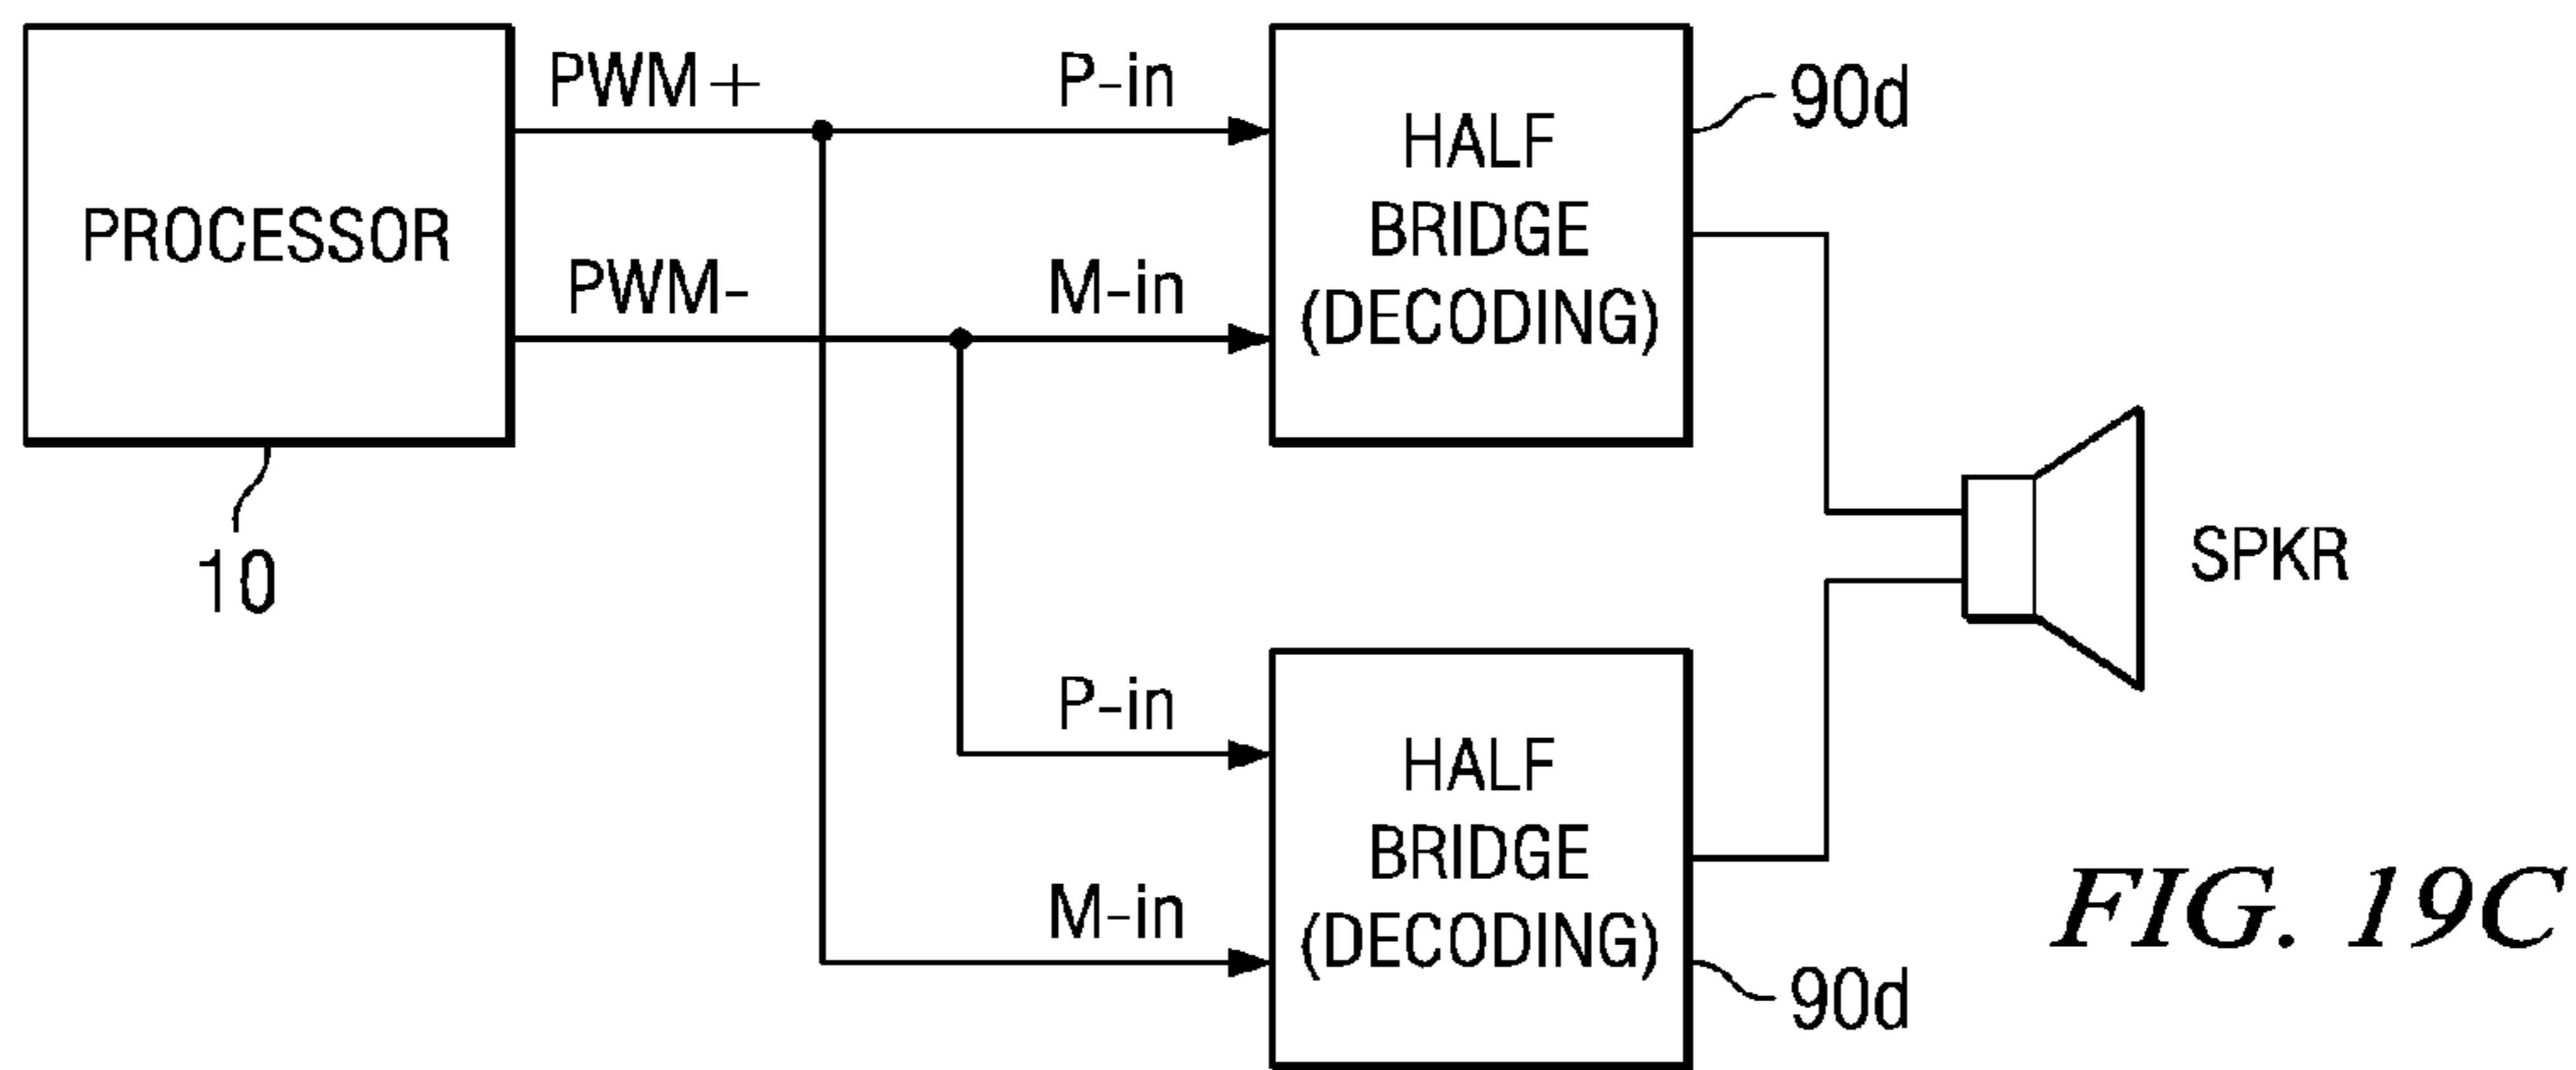 PROCESSOR
10
PWM+
PWM-
P-in
M-in
HALF
BRIDGE
(DECODING)
90d
P-in
M-in
HALF
BRIDGE
(DECODING)
90d
SPKR
FIG. 19C